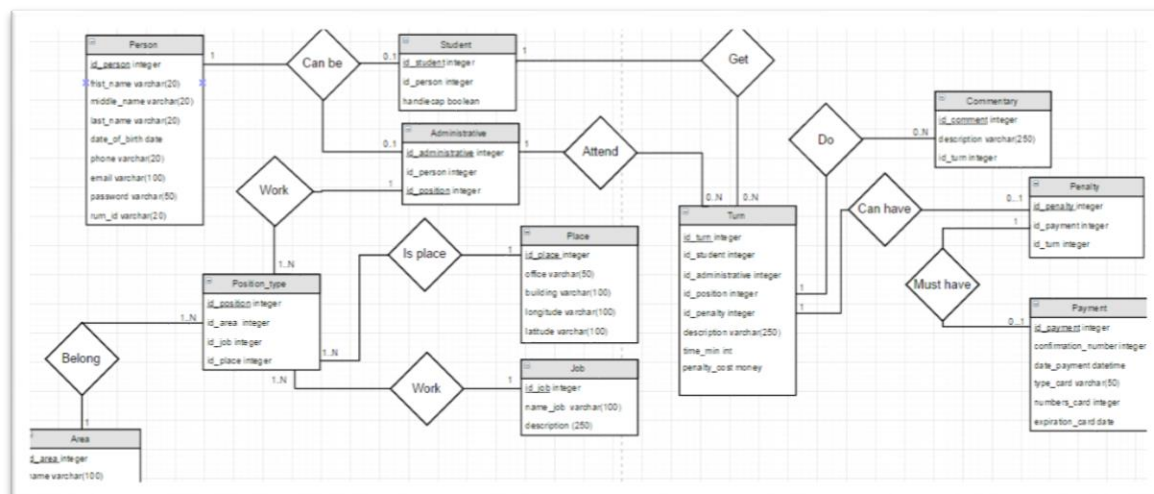 Person
id_person integer
frist_name varchar(20)
middle_name varchar(20)
last_name varchar(20)
date_of_birth date
phone varchar(20)
email varchar(100)
password varchar(50)
rum_id varchar(20)
1
Can be
0..1
0..1
Student
id_student integer
id_person integer
handiecap boolean
1
Get
0..N
Administrative
id_administrative integer
id_person integer
id_position integer
1
1
Attend
0..N
Work
1..N
Do
0..N
1
Commentary
id_comment integer
description varchar(250)
id_turn integer
Can have
0...1
1
Penalty
id_penalty integer
id_payment integer
id_turn integer
1
Must have
0...1
Turn
id_turn integer
id_student integer
id_administrative integer
id_position integer
id_penalty integer
description varchar(250)
time_min int
penalty_cost money
Is place
1
1..N
Place
id_place integer
office varchar(50)
building varchar(100)
longitude varchar(100)
lattude varchar(100)
Position_type
id_position integer
id_area integer
id_job integer
id_place integer
1..N
Belong
1
1..N
Work
1
Job
id_job integer
name_job varchar(100)
description (250)
Payment
id_payment integer
confirmation_number integer
date_payment datetime
type_card varchar(50)
numbers_card integer
expiration_card date
Area
d_area integer
name varchar(100)